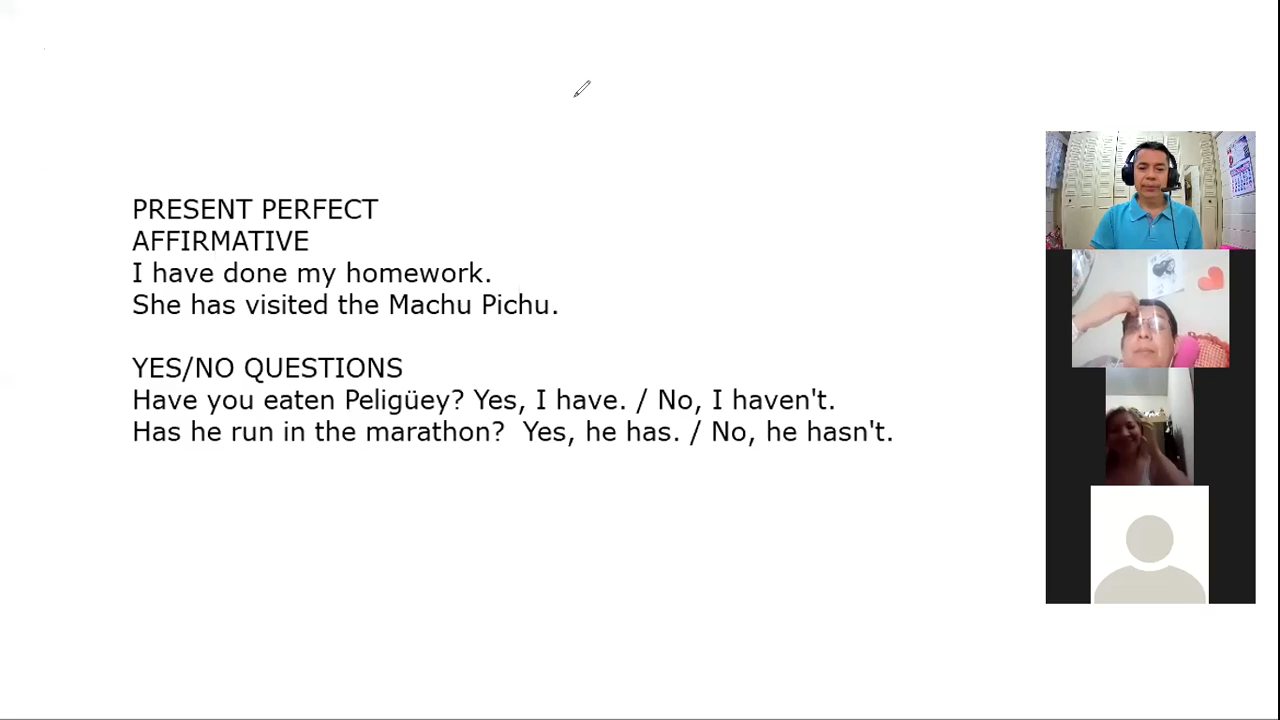 PRESENT PERFECT
AFFIRMATIVE
I have done my homework.
She has visited the Machu Pichu.
YES/NO QUESTIONS
Have you eaten Peligüey? Yes, I have. / No, I haven't.
Has he run in the marathon?  Yes, he has. / No, he hasn't.